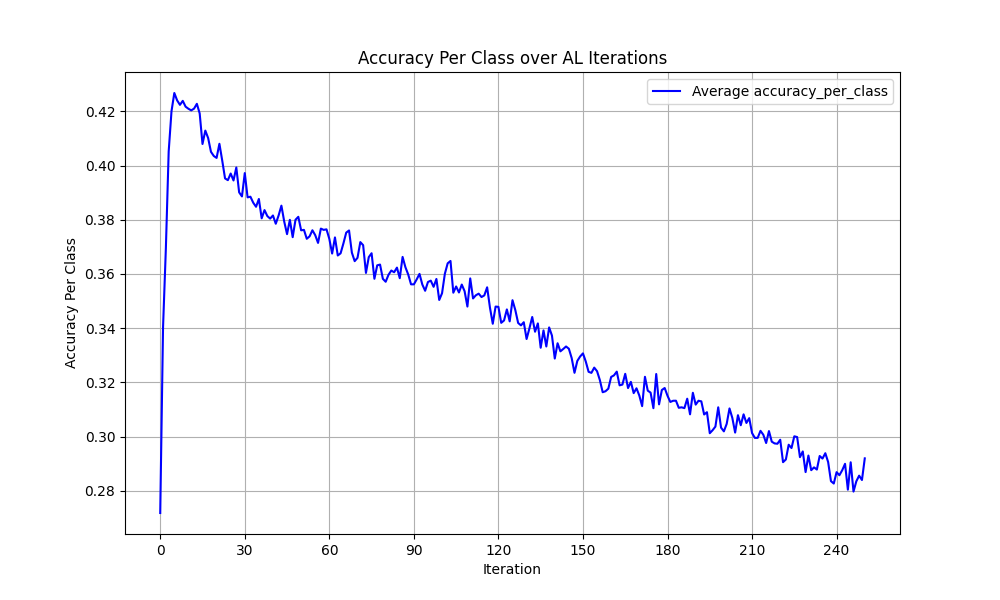 Accuracy Per Class over AL Iterations
Average accuracy_per_class
Accuracy Per Class
0.42
0.40
0.38
0.36
0.34
0.32
0.30
0.28
0 30 60 90 120 150 180 210 240
Iteration